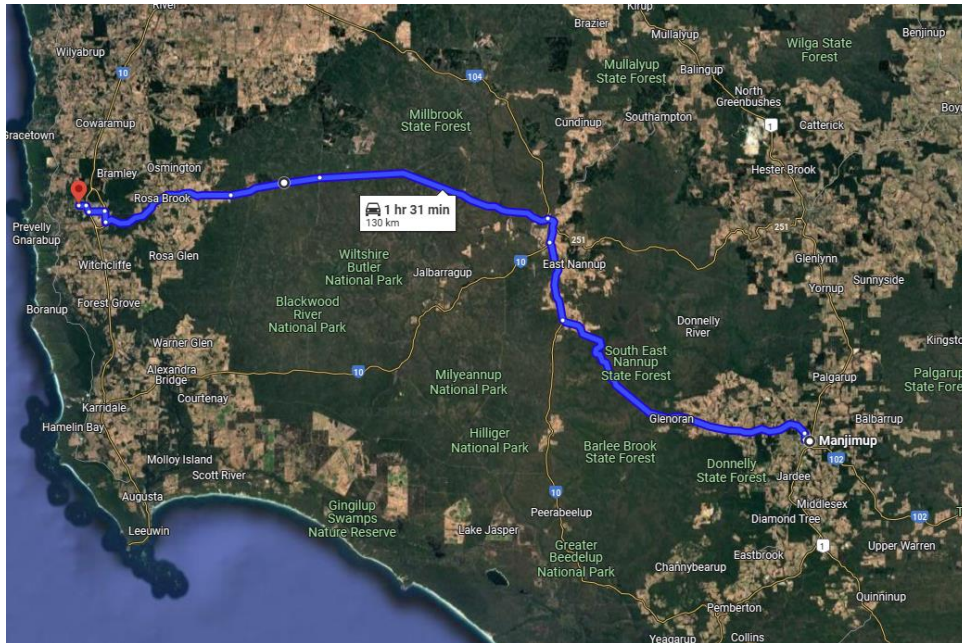 River
Brazier
Kirup
Mullalyup
Benjinup
Wilyabrup
Wilga State
Forest
Mullalyup
State Forest
Balingup
10
104
North
Greenbushes
Millbrook
State Forest
Southampton
Cundinup
1
Catterick
Cowaramup
Gracetown
Hester Brook
Bramley
Osmington
Rosa Brook
1 hr 31 min
130 km
Prevelly
Gnarabup
251
251
Witchcliffe
Rosa Glen
Wiltshire
Butler
National Park
Jalbarragup
10
East Nannup
Glenlynn
Sunnyside
Yornup
Forest Grove
Boranup
Blackwood
River
National Park
Donnelly
River
Warner Glen
Alexandra
Bridge
10
Courtenay
Milyeannup
National Park
South East
Nannup
State Forest
Palgarup
Karridale
Hamelin Bay
Glenoran
Balbarrup
Manjimup
Hilliger
National Park
Barlee Brook
State Forest
102
Molloy Island
Scott River
Donnelly
State Forest
Jardee
Augusta
10
Middlesex
Leeuwin
Gingilup
Swamps
Nature Reserve
Peerabeelup
Diamond Tree
102
Lake Jasper
1
Upper Warren
Greater
Beedelup
National Park
Eastbrook
Channybearup
Quinninup
Pemberton
Yeagarup
Collins